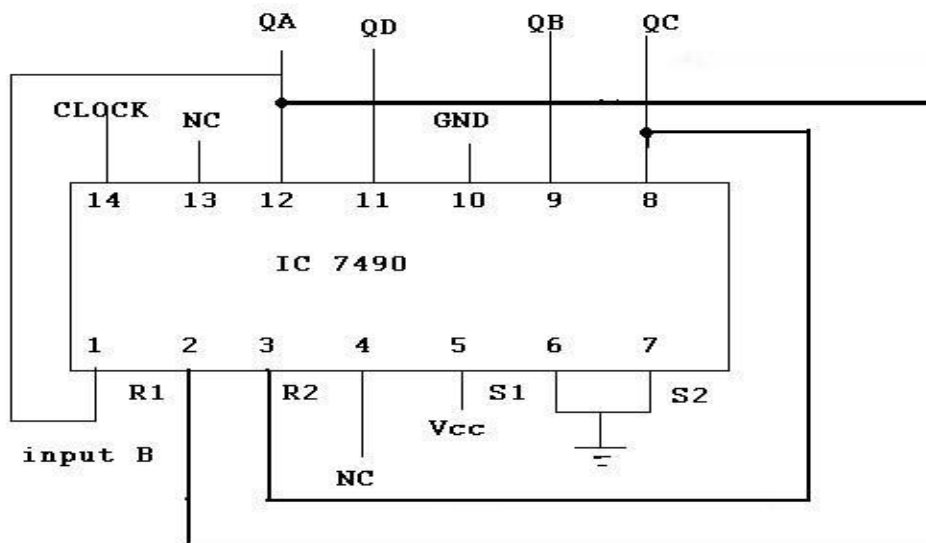 QA QD QB QC
CLOCK NC GND
14 13 12 11 10 9 8
IC 7490
1 2 3 4 5 6 7
R1 R2 S1 S2
Vcc
input B
NC